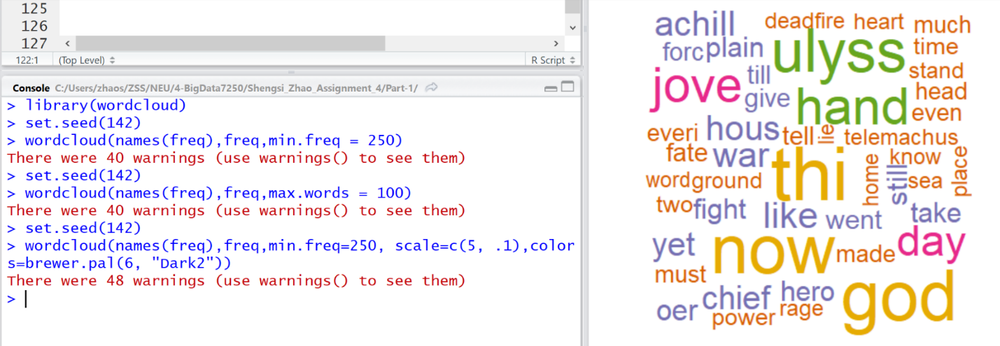 125
126
127
122:1 (Top Level) R Script
Console C:/Users/zhaos/ZSS/NEU/4-BigData7250/Shengsi_Zhao_Assignment_4/Part-1/
> library(wordcloud)
> set.seed(142)
> wordcloud(names(freq),freq,min.freq = 250)
There were 40 warnings (use warnings() to see them)
> set.seed(142)
> wordcloud(names(freq),freq,max.words = 100)
There were 40 warnings (use warnings() to see them)
> set.seed(142)
> wordcloud(names(freq),freq,min.freq=250, scale=c(5, .1),color
s=brewer.pal(6, "Dark2"))
There were 48 warnings (use warnings() to see them)
>
achill
dead
fire
heart
much
forc
plain
ulyss
time
jove
till
stand
give
hand
head
even
everi
hous
tell
lie
telemachus
fate
war
thi
home
know
still
place
word
ground
sea
two
fight
like
went
take
yet
now
made
day
must
chief
hero
god
oer
power
rage